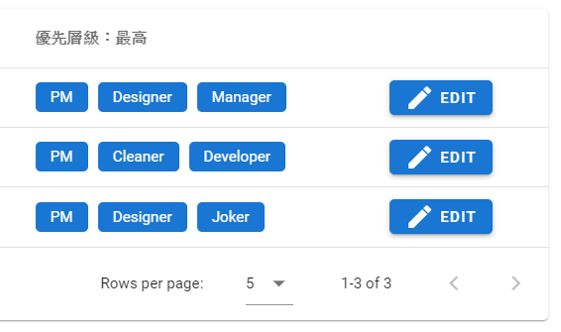 優先層級：最高
PM Designer Manager EDIT
PM Cleaner Developer EDIT
PM Designer Joker EDIT
Rows per page: 5 1-3 of 3